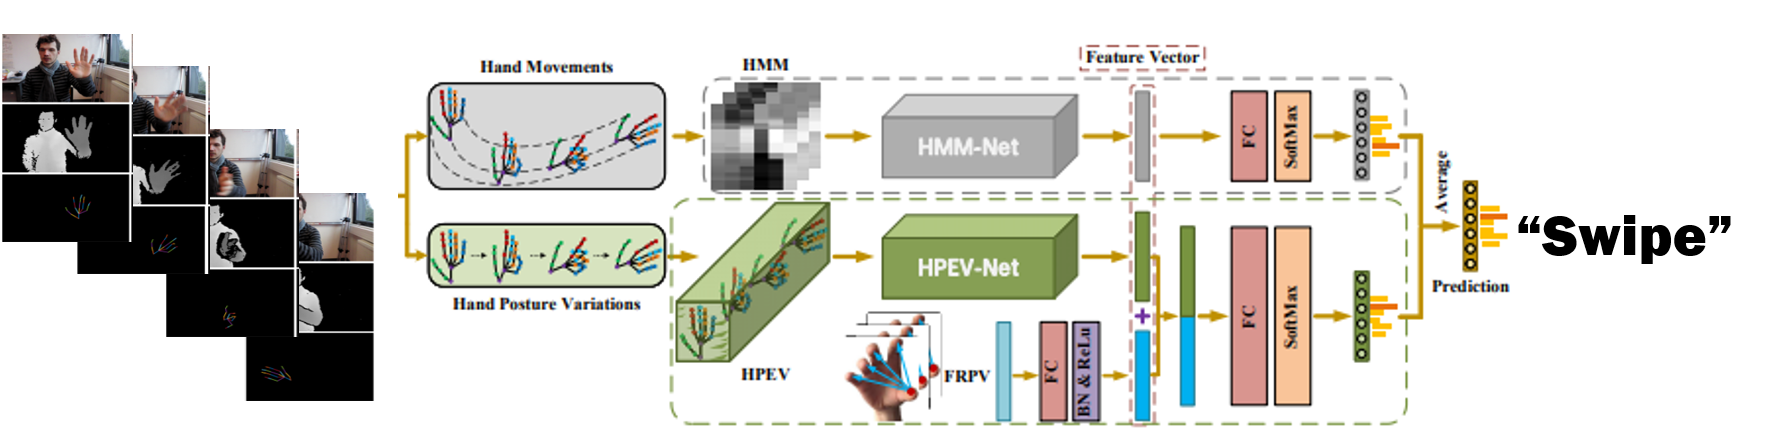 Hand Movements
HMM
Feature Vector
HMM-Net
FC
SoftMax
Average
Hand Posture Variations
HPEV
HPEV-Net
FRPV
FC
BN & ReLu
+
FC
SoftMax
Prediction
“Swipe”